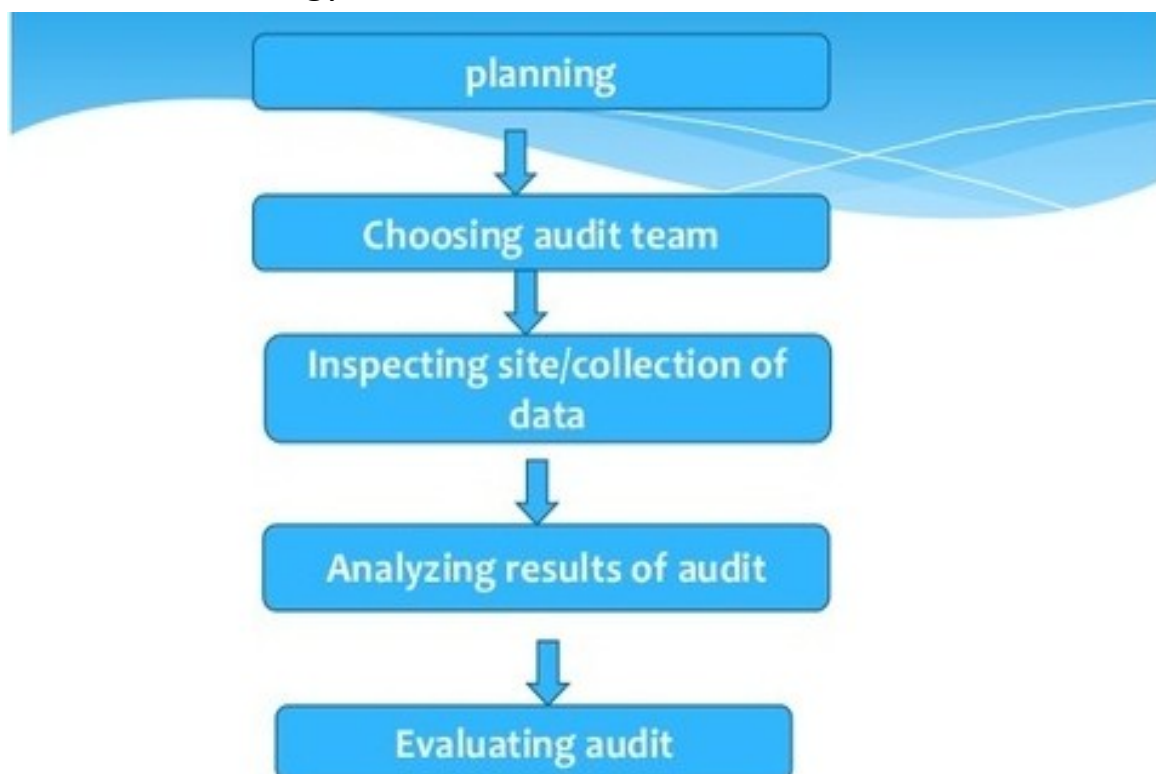 planning
Choosing audit team
Inspecting site/collection of
data
Analyzing results of audit
Evaluating audit